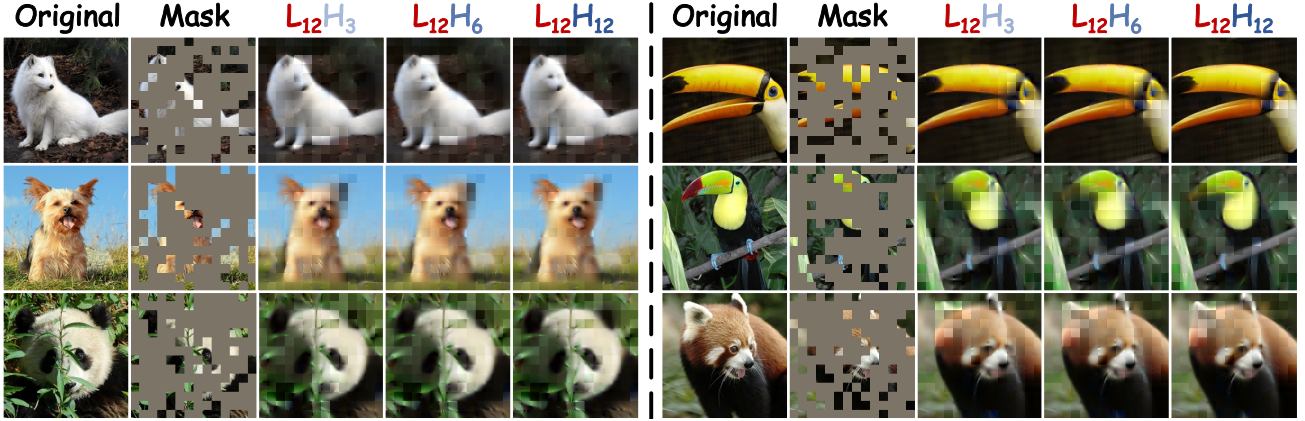 Original Mask L₁₂H₃ L₁₂H₆ L₁₂H₁₂ Original Mask L₁₂H₃ L₁₂H₆ L₁₂H₁₂